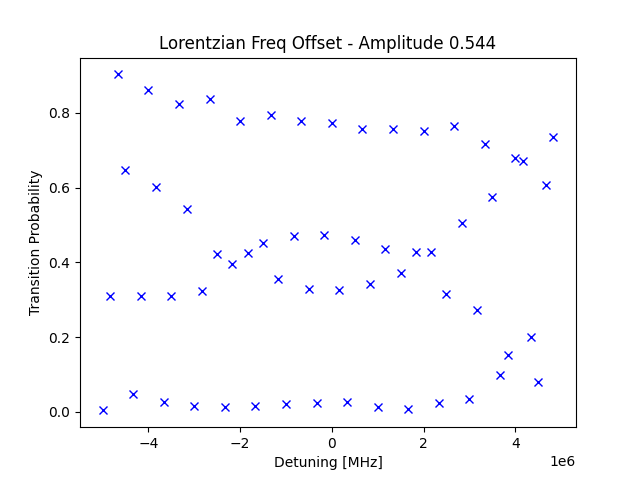 Lorentzian Freq Offset - Amplitude 0.544
Transition Probability
0.8
0.6
0.4
0.2
0.0
−4
−2
0
2
4
1e6
Detuning [MHz]